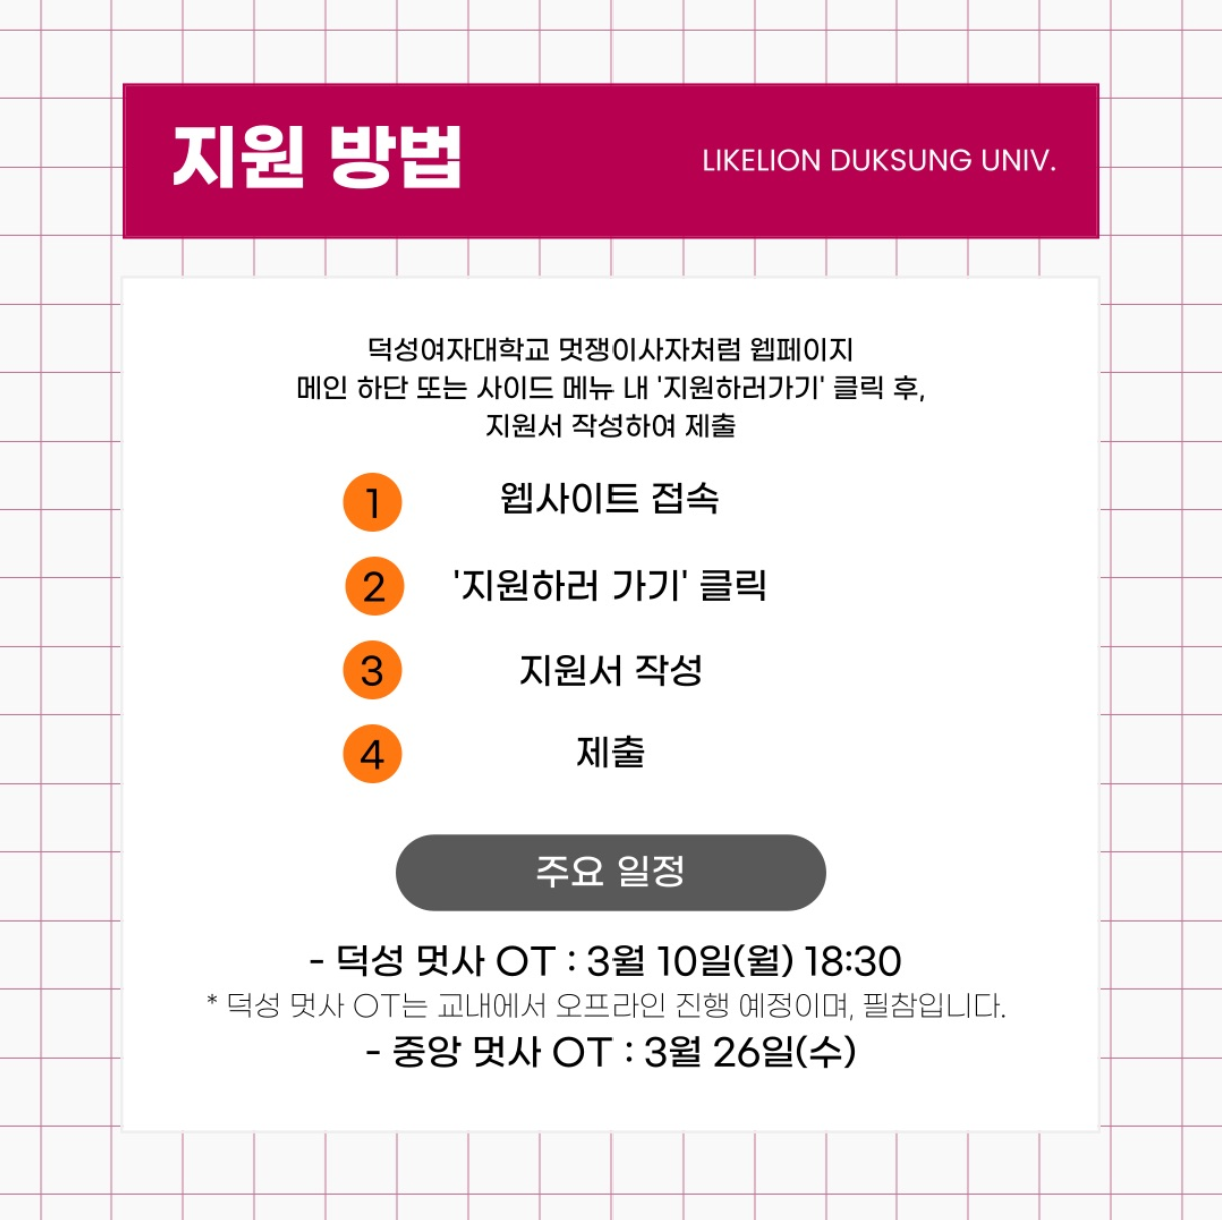 지원 방법
LIKELION DUKSUNG UNIV.
덕성여자대학교 멋쟁이사자처럼 웹페이지
메인 하단 또는 사이드 메뉴 내 '지원하러가기' 클릭 후,
지원서 작성하여 제출
1 웹사이트 접속
2 '지원하러 가기' 클릭
3 지원서 작성
4 제출
주요 일정
- 덕성 멋사 OT : 3월 10일(월) 18:30
* 덕성 멋사 OT는 교내에서 오프라인 진행 예정이며, 필참입니다.
- 중앙 멋사 OT : 3월 26일(수)